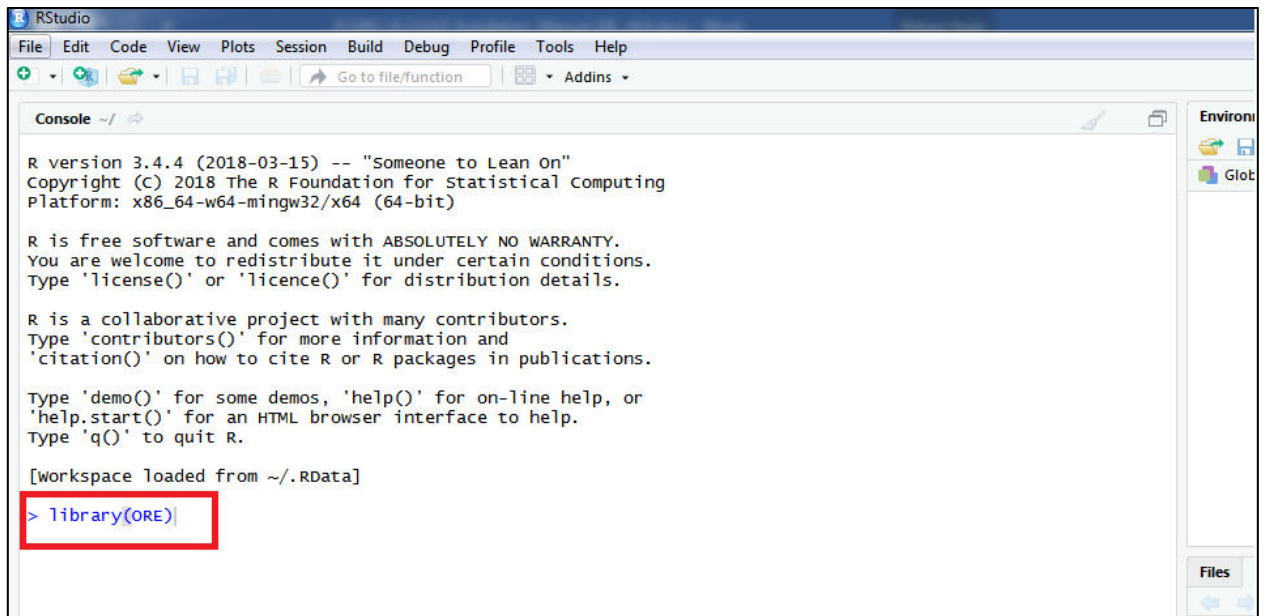 RStudio
File Edit Code View Plots Session Build Debug Profile Tools Help
Go to file/function Addins
Console ~/
R version 3.4.4 (2018-03-15) -- "Someone to Lean On"
Copyright (C) 2018 The R Foundation for Statistical Computing
Platform: x86_64-w64-mingw32/x64 (64-bit)
R is free software and comes with ABSOLUTELY NO WARRANTY.
You are welcome to redistribute it under certain conditions.
Type 'license()' or 'licence()' for distribution details.
R is a collaborative project with many contributors.
Type 'contributors()' for more information and
'citation()' on how to cite R or R packages in publications.
Type 'demo()' for some demos, 'help()' for on-line help, or
'help.start()' for an HTML browser interface to help.
Type 'q()' to quit R.
[Workspace loaded from ~/.RData]
> library(ORE)
Environ
Glob
Files